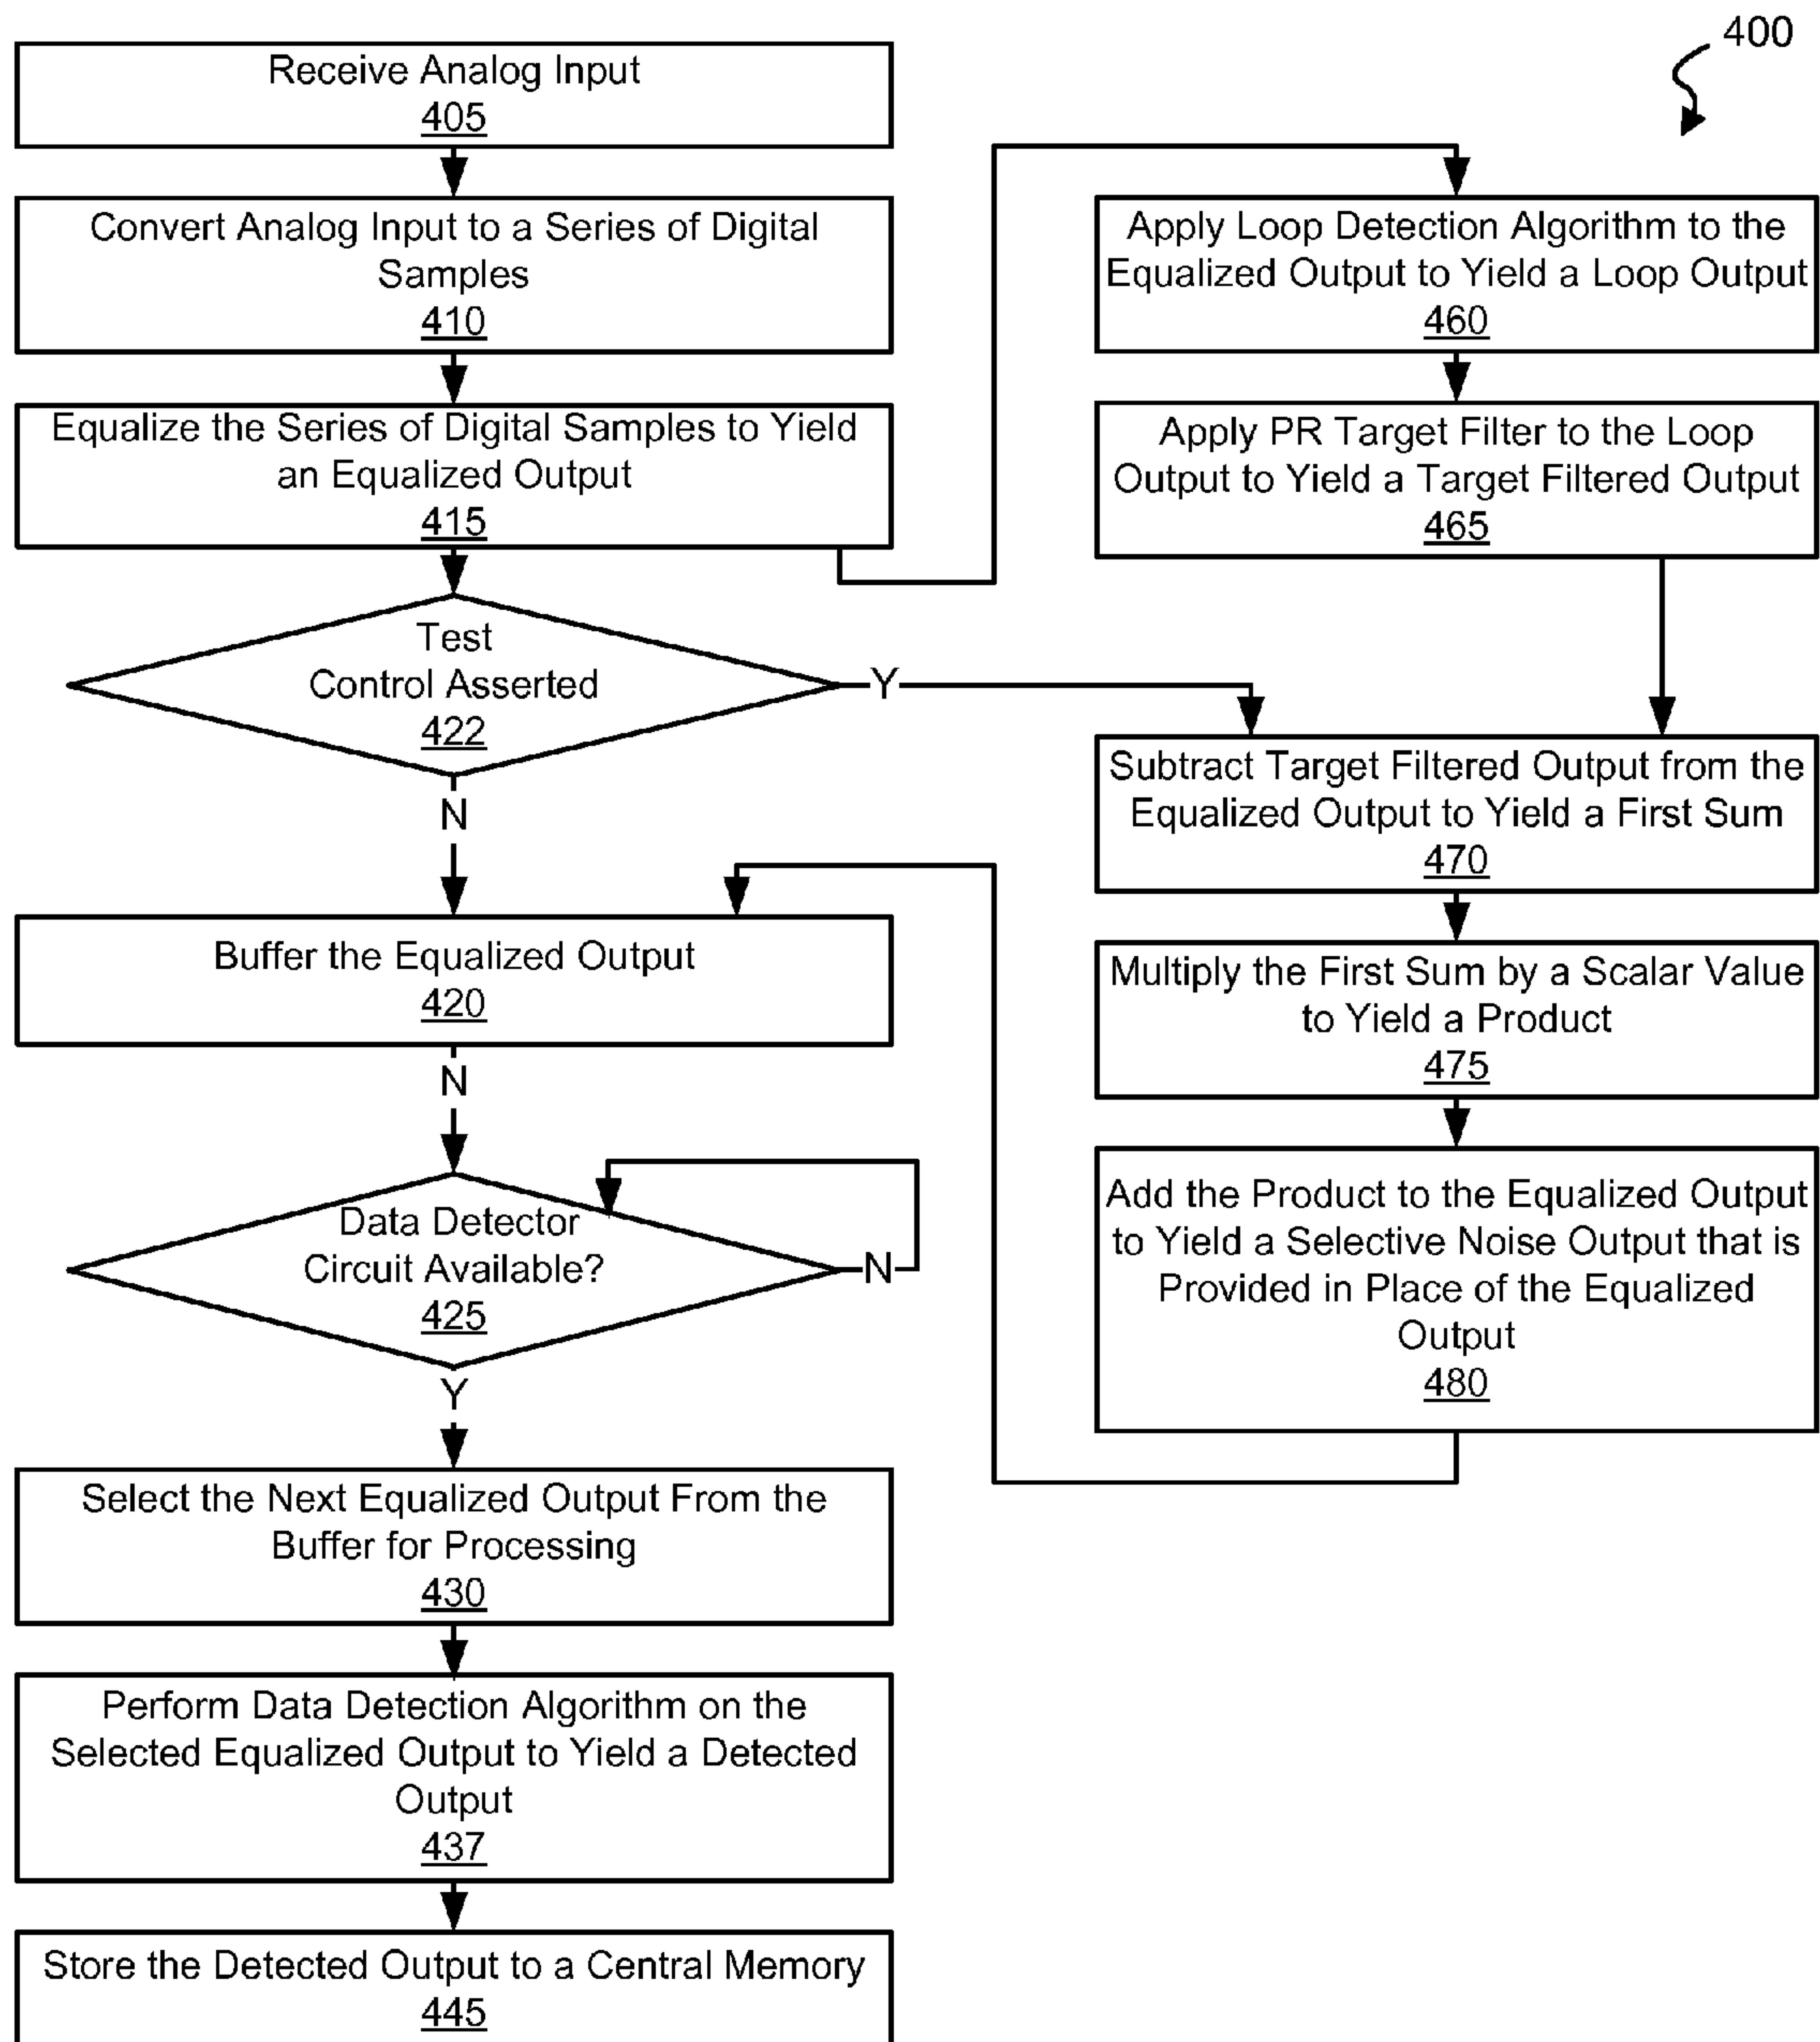 400
Receive Analog Input
405
Convert Analog Input to a Series of Digital
Samples
410
Equalize the Series of Digital Samples to Yield
an Equalized Output
415
Test
Control Asserted
422
Y
N
Buffer the Equalized Output
420
N
Data Detector
Circuit Available?
425
N
Y
Select the Next Equalized Output From the
Buffer for Processing
430
Perform Data Detection Algorithm on the
Selected Equalized Output to Yield a Detected
Output
437
Store the Detected Output to a Central Memory
445
Apply Loop Detection Algorithm to the
Equalized Output to Yield a Loop Output
460
Apply PR Target Filter to the Loop
Output to Yield a Target Filtered Output
465
Subtract Target Filtered Output from the
Equalized Output to Yield a First Sum
470
Multiply the First Sum by a Scalar Value
to Yield a Product
475
Add the Product to the Equalized Output
to Yield a Selective Noise Output that is
Provided in Place of the Equalized
Output
480